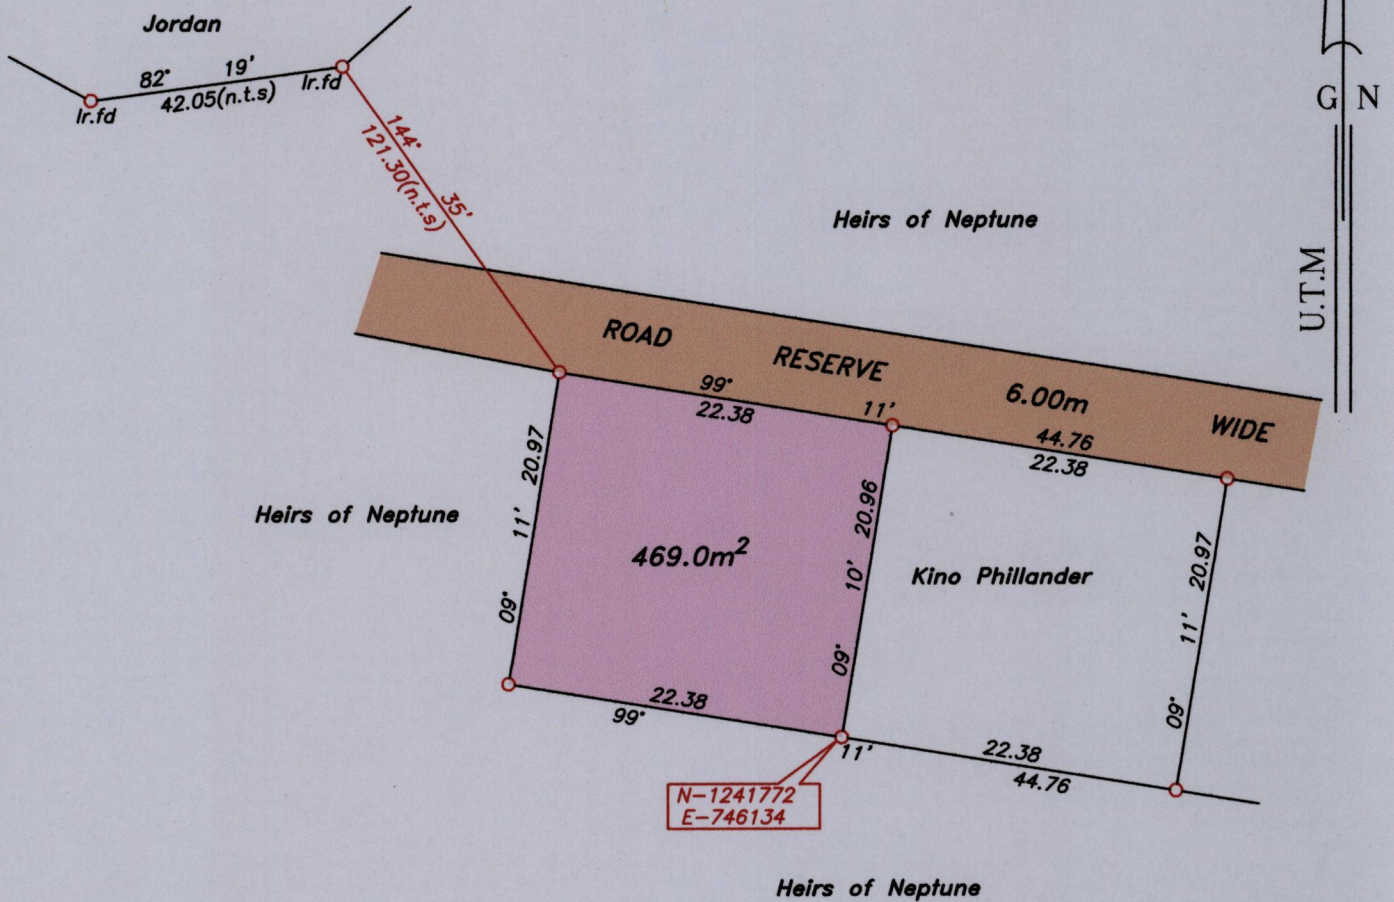 Jordan
82° 19'
42.05(n.t.s)
Ir.fd
Ir.fd
144° 35'
121.30(n.t.s)
G N
U.T.M
Heirs of Neptune
ROAD RESERVE 6.00m WIDE
99° 11'
22.38
44.76
22.38
20.97
11'
09°
Heirs of Neptune
469.0m²
20.96
10'
09°
Kino Phillander
20.97
11'
09°
22.38
99° 11'
22.38
44.76
N-1241772
E-746134
Heirs of Neptune